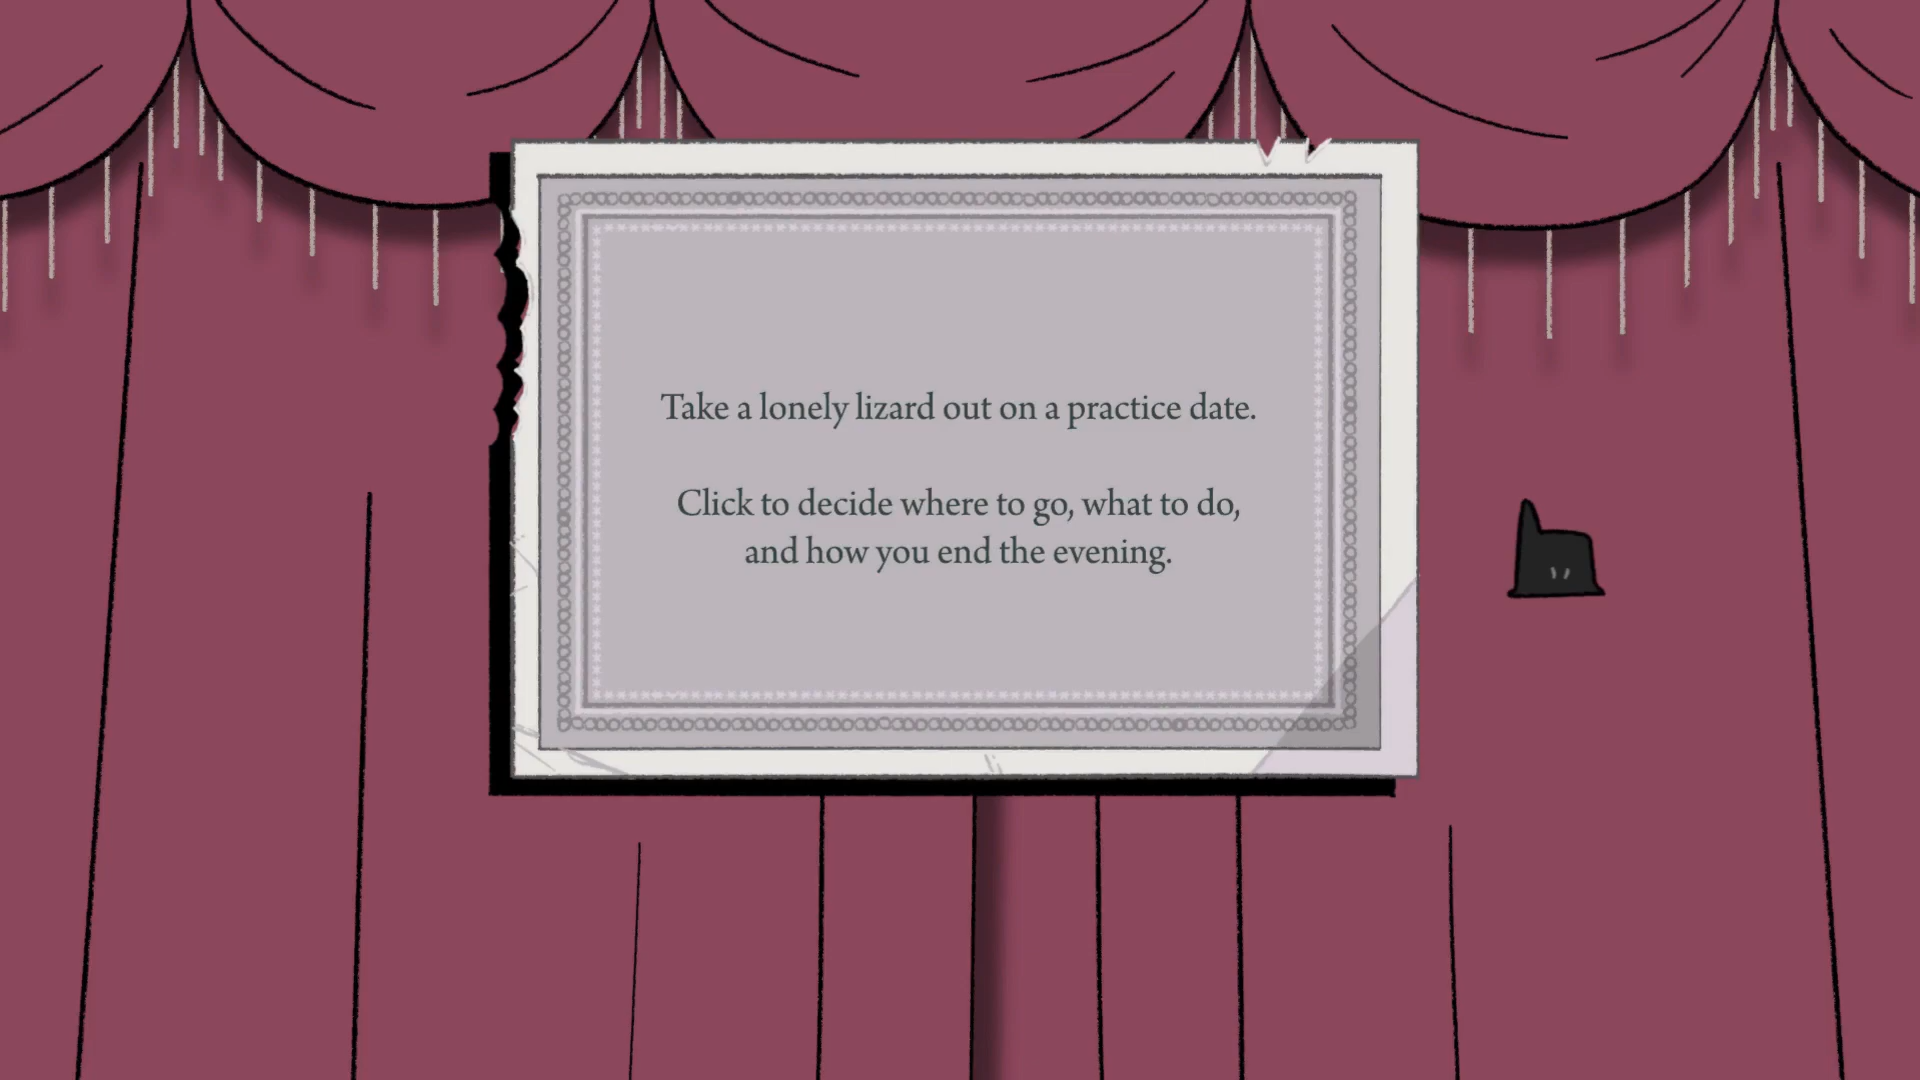 Take a lonely lizard out on a practice date.
Click to decide where to go, what to do,
and how you end the evening.